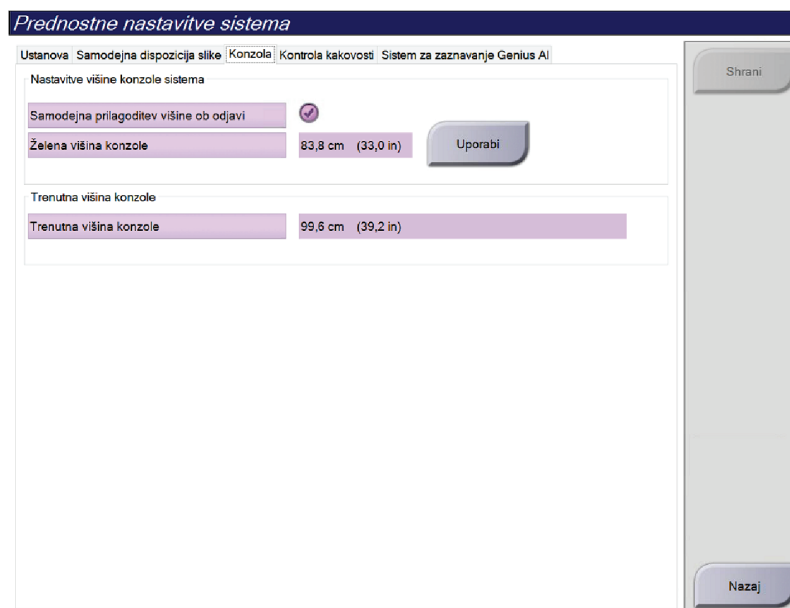 Prednostne nastavitve sistema
Ustanova Samodejna dispozicija slike Konzola Kontrola kakovosti Sistem za zaznavanje Genius AI
Shrani
Nastavitve višine konzole sistema
Samodejna prilagoditev višine ob odjavi
Želena višina konzole 83,8 cm (33,0 in) Uporabi
Trenutna višina konzole
Trenutna višina konzole 99,6 cm (39,2 in)
Nazaj